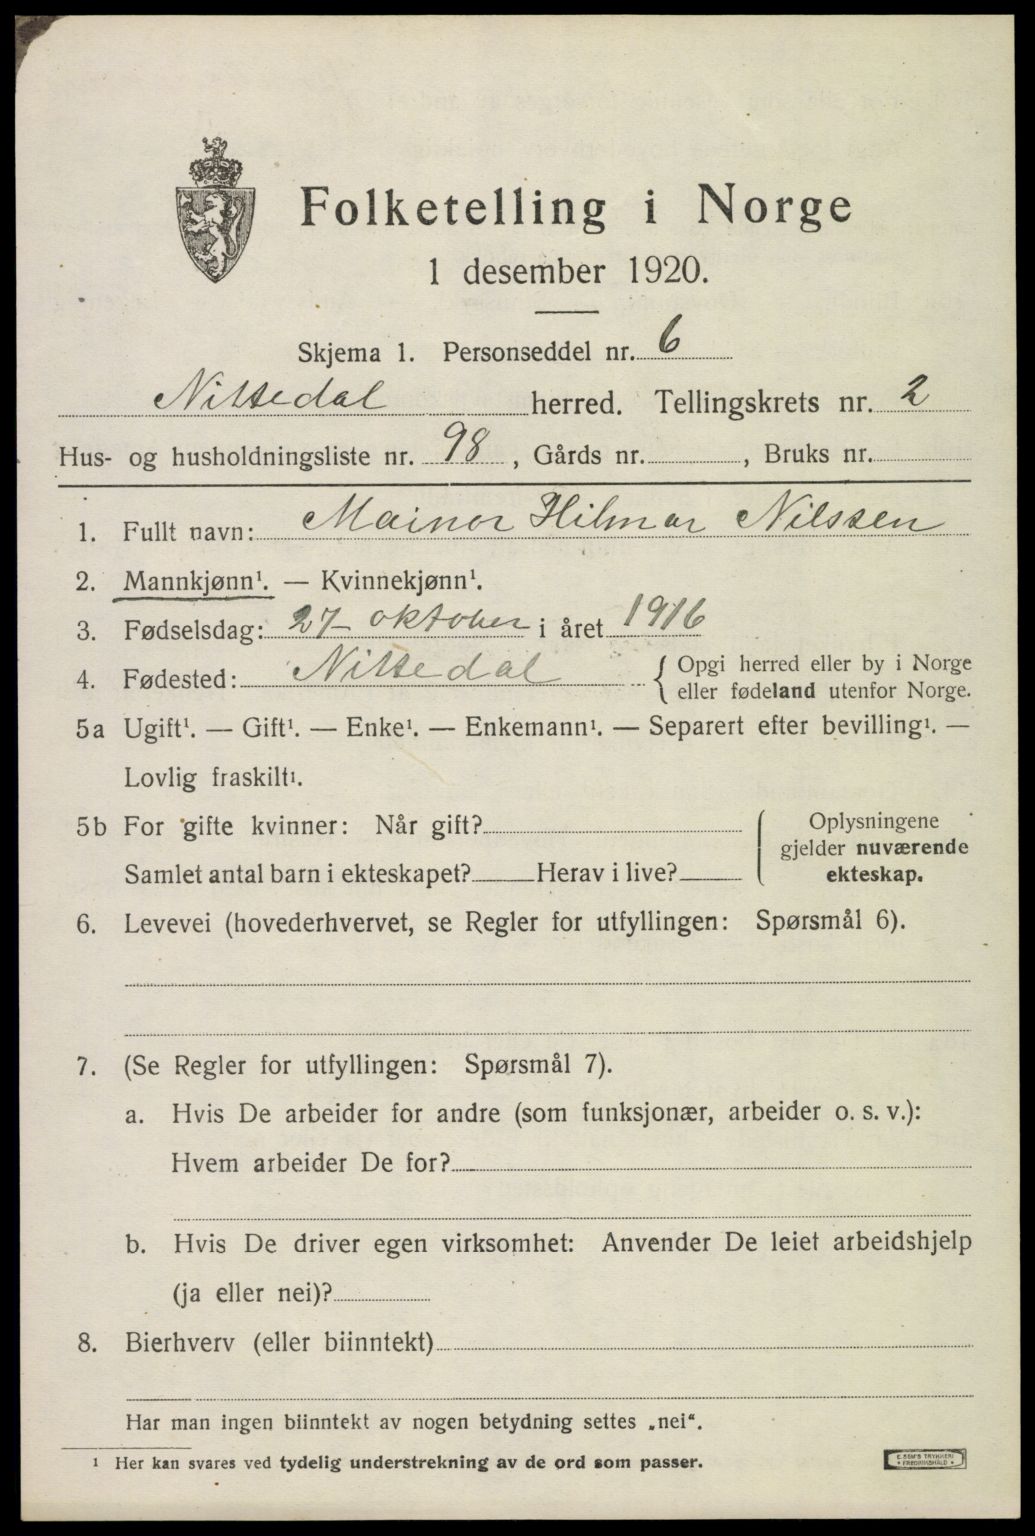 Folketelling i Norge
1 desember 1920.
Skjema 1. Personseddel nr. 6
Nittedal herred. Tellingskrets nr. 2
Hus- og husholdningsliste nr. 98, Gårds nr. , Bruks nr.
1. Fullt navn: Mainor Hilmar Nilssen
2. Mannkjønn¹. — Kvinnekjønn¹.
3. Fødselsdag: 27 oktober i året 1916
4. Fødested: Nittedal { Opgi herred eller by i Norge
eller fødeland utenfor Norge.
5a Ugift¹. — Gift¹. — Enke¹. — Enkemann¹. — Separert efter bevilling¹. —
Lovlig fraskilt¹.
5b For gifte kvinner: Når gift?
Samlet antal barn i ekteskapet? Herav i live?
Oplysningene
gjelder nuværende
ekteskap.
6. Levevei (hovederhvervet, se Regler for utfyllingen: Spørsmål 6).
7. (Se Regler for utfyllingen: Spørsmål 7).
a. Hvis De arbeider for andre (som funksjonær, arbeider o. s. v.):
Hvem arbeider De for?
b. Hvis De driver egen virksomhet: Anvender De leiet arbeidshjelp
(ja eller nei)?
8. Bierhverv (eller biinntekt)
Har man ingen biinntekt av nogen betydning settes „nei“.
¹ Her kan svares ved tydelig understrekning av de ord som passer.
E. SEM'S TRYKKERI
• FREDRIKSHALD •